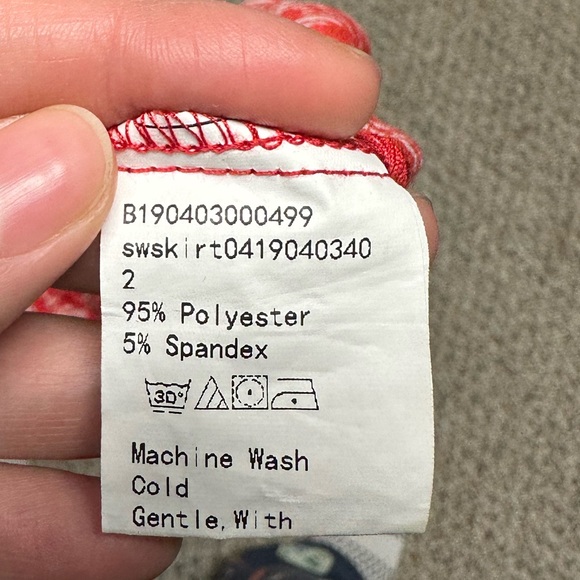 B190403000499
swskirt0419040340
2
95% Polyester
5% Spandex
30°
Machine Wash
Cold
Gentle,With